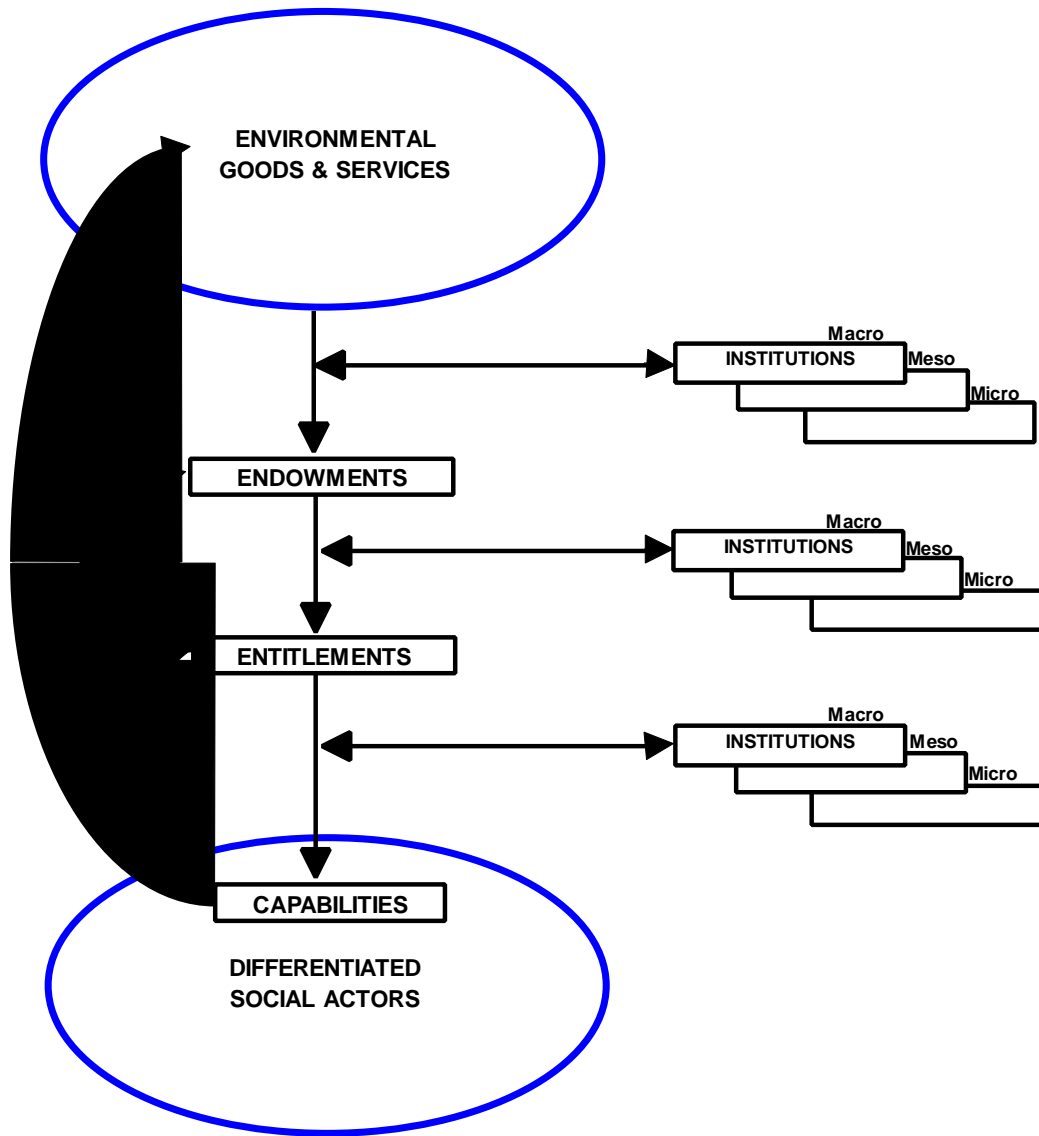 ENVIRONMENTAL
GOODS & SERVICES
Macro
INSTITUTIONS
Meso
Micro
ENDOWMENTS
Macro
INSTITUTIONS
Meso
Micro
ENTITLEMENTS
Macro
INSTITUTIONS
Meso
Micro
CAPABILITIES
DIFFERENTIATED
SOCIAL ACTORS